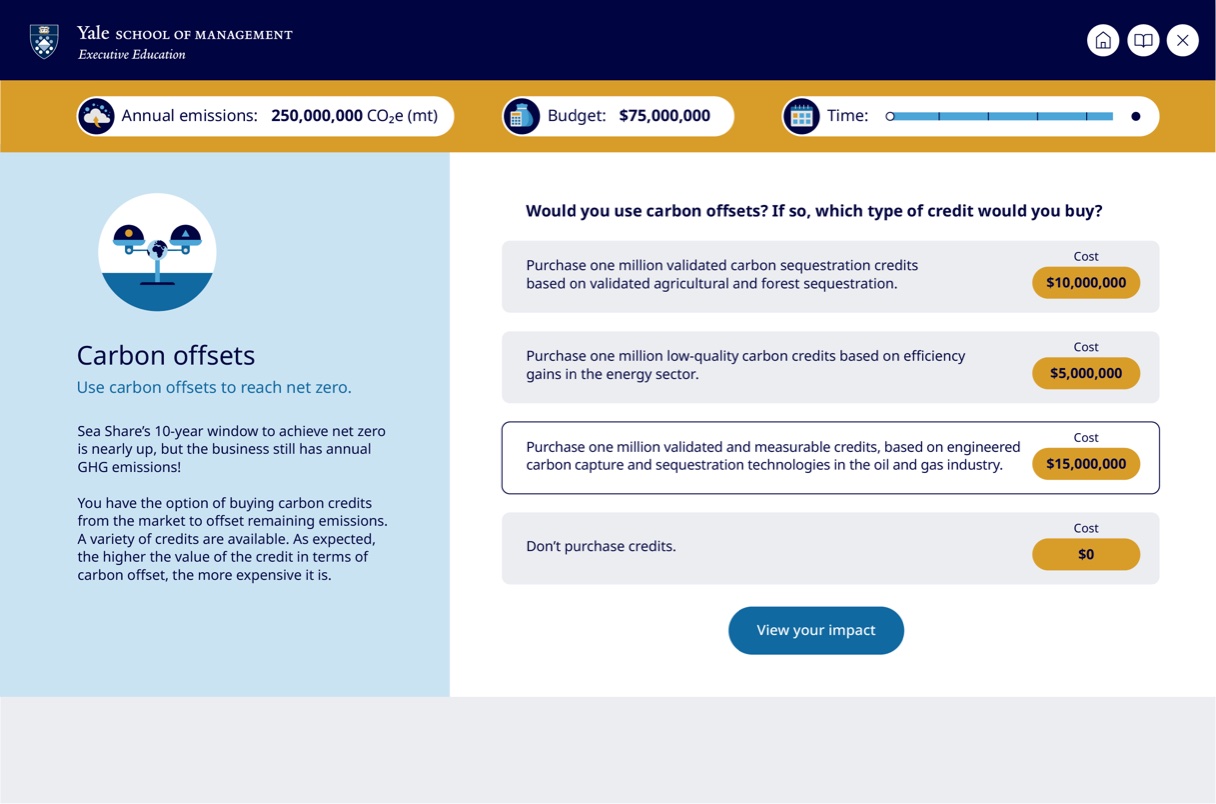 Yale SCHOOL OF MANAGEMENT
Executive Education
Annual emissions: 250,000,000 CO₂e (mt)
Budget: $75,000,000
Time:
Carbon offsets
Use carbon offsets to reach net zero.
Sea Share’s 10-year window to achieve net zero
is nearly up, but the business still has annual
GHG emissions!
You have the option of buying carbon credits
from the market to offset remaining emissions.
A variety of credits are available. As expected,
the higher the value of the credit in terms of
carbon offset, the more expensive it is.
Would you use carbon offsets? If so, which type of credit would you buy?
Purchase one million validated carbon sequestration credits
based on validated agricultural and forest sequestration.
Cost
$10,000,000
Purchase one million low-quality carbon credits based on efficiency
gains in the energy sector.
Cost
$5,000,000
Purchase one million validated and measurable credits, based on engineered
carbon capture and sequestration technologies in the oil and gas industry.
Cost
$15,000,000
Don’t purchase credits.
Cost
$0
View your impact